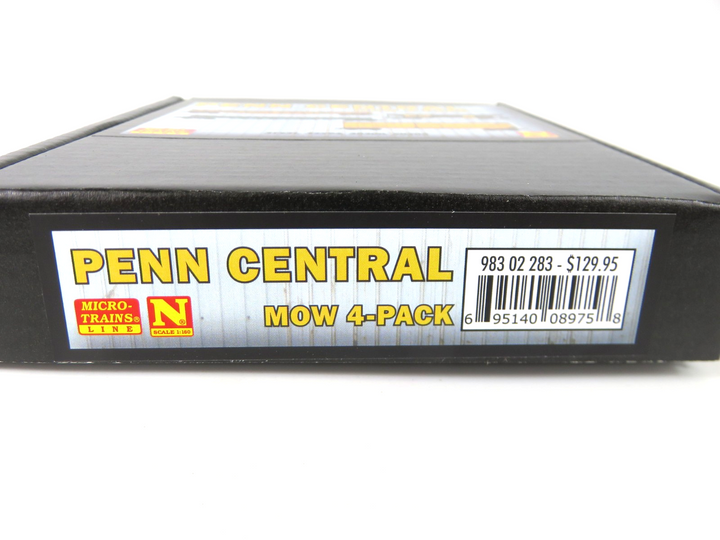 PENN CENTRAL
MOW 4-PACK
MICRO-
TRAINS®
LINE
N®
SCALE 1:160
983 02 283 - $129.95
6 95140 08975 8